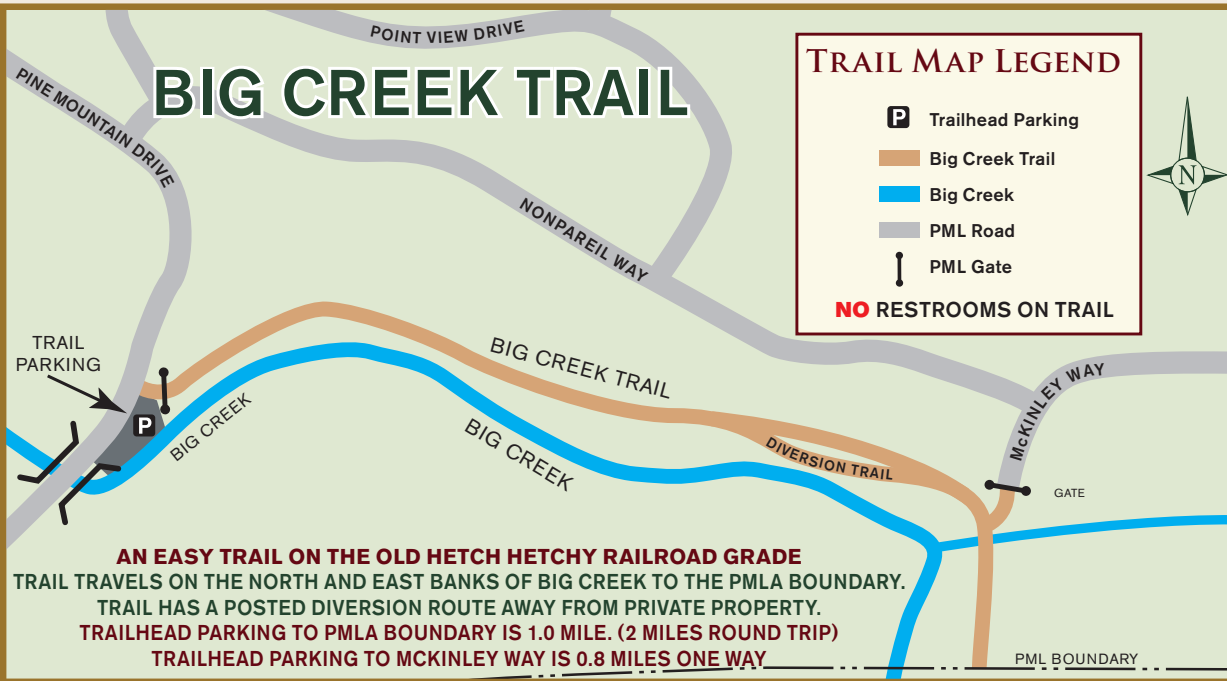 POINT VIEW DRIVE
BIG CREEK TRAIL
PINE MOUNTAIN DRIVE
NONPAREIL WAY
TRAIL MAP LEGEND
P Trailhead Parking
Big Creek Trail
Big Creek
PML Road
PML Gate
NO RESTROOMS ON TRAIL
N
TRAIL
PARKING
P
BIG CREEK
BIG CREEK TRAIL
BIG CREEK
DIVERSION TRAIL
McKINLEY WAY
GATE
AN EASY TRAIL ON THE OLD HETCH HETCHY RAILROAD GRADE
TRAIL TRAVELS ON THE NORTH AND EAST BANKS OF BIG CREEK TO THE PMLA BOUNDARY.
TRAIL HAS A POSTED DIVERSION ROUTE AWAY FROM PRIVATE PROPERTY.
TRAILHEAD PARKING TO PMLA BOUNDARY IS 1.0 MILE. (2 MILES ROUND TRIP)
TRAILHEAD PARKING TO MCKINLEY WAY IS 0.8 MILES ONE WAY
PML BOUNDARY